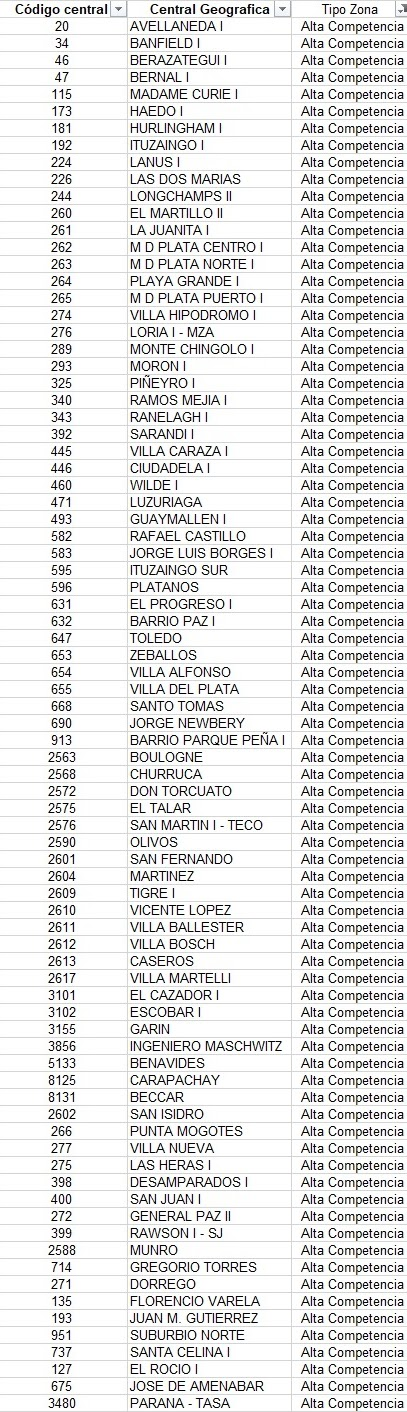 Código central Central Geografica Tipo Zona
20 AVELLANEDA I Alta Competencia
34 BANFIELD I Alta Competencia
46 BERAZATEGUI I Alta Competencia
47 BERNAL I Alta Competencia
115 MADAME CURIE I Alta Competencia
173 HAEDO I Alta Competencia
181 HURLINGHAM I Alta Competencia
192 ITUZAINGO I Alta Competencia
224 LANUS I Alta Competencia
226 LAS DOS MARIAS Alta Competencia
244 LONGCHAMPS II Alta Competencia
260 EL MARTILLO II Alta Competencia
261 LA JUANITA I Alta Competencia
262 M D PLATA CENTRO I Alta Competencia
263 M D PLATA NORTE I Alta Competencia
264 PLAYA GRANDE I Alta Competencia
265 M D PLATA PUERTO I Alta Competencia
274 VILLA HIPODROMO I Alta Competencia
276 LORIA I - MZA Alta Competencia
289 MONTE CHINGOLO I Alta Competencia
293 MORON I Alta Competencia
325 PIÑEYRO I Alta Competencia
340 RAMOS MEJIA I Alta Competencia
343 RANELAGH I Alta Competencia
392 SARANDI I Alta Competencia
445 VILLA CARAZA I Alta Competencia
446 CIUDADELA I Alta Competencia
460 WILDE I Alta Competencia
471 LUZURIAGA Alta Competencia
493 GUAYMALLEN I Alta Competencia
582 RAFAEL CASTILLO Alta Competencia
583 JORGE LUIS BORGES I Alta Competencia
595 ITUZAINGO SUR Alta Competencia
596 PLATANOS Alta Competencia
631 EL PROGRESO I Alta Competencia
632 BARRIO PAZ I Alta Competencia
647 TOLEDO Alta Competencia
653 ZEBALLOS Alta Competencia
654 VILLA ALFONSO Alta Competencia
655 VILLA DEL PLATA Alta Competencia
668 SANTO TOMAS Alta Competencia
690 JORGE NEWBERY Alta Competencia
913 BARRIO PARQUE PEÑA I Alta Competencia
2563 BOULOGNE Alta Competencia
2568 CHURRUCA Alta Competencia
2572 DON TORCUATO Alta Competencia
2575 EL TALAR Alta Competencia
2576 SAN MARTIN I - TECO Alta Competencia
2590 OLIVOS Alta Competencia
2601 SAN FERNANDO Alta Competencia
2604 MARTINEZ Alta Competencia
2609 TIGRE I Alta Competencia
2610 VICENTE LOPEZ Alta Competencia
2611 VILLA BALLESTER Alta Competencia
2612 VILLA BOSCH Alta Competencia
2613 CASEROS Alta Competencia
2617 VILLA MARTELLI Alta Competencia
3101 EL CAZADOR I Alta Competencia
3102 ESCOBAR I Alta Competencia
3155 GARIN Alta Competencia
3856 INGENIERO MASCHWITZ Alta Competencia
5133 BENAVIDES Alta Competencia
8125 CARAPACHAY Alta Competencia
8131 BECCAR Alta Competencia
2602 SAN ISIDRO Alta Competencia
266 PUNTA MOGOTES Alta Competencia
277 VILLA NUEVA Alta Competencia
275 LAS HERAS I Alta Competencia
398 DESAMPARADOS I Alta Competencia
400 SAN JUAN I Alta Competencia
272 GENERAL PAZ II Alta Competencia
399 RAWSON I - SJ Alta Competencia
2588 MUNRO Alta Competencia
714 GREGORIO TORRES Alta Competencia
271 DORREGO Alta Competencia
135 FLORENCIO VARELA Alta Competencia
193 JUAN M. GUTIERREZ Alta Competencia
951 SUBURBIO NORTE Alta Competencia
737 SANTA CELINA I Alta Competencia
127 EL ROCIO I Alta Competencia
675 JOSE DE AMENABAR Alta Competencia
3480 PARANA - TASA Alta Competencia